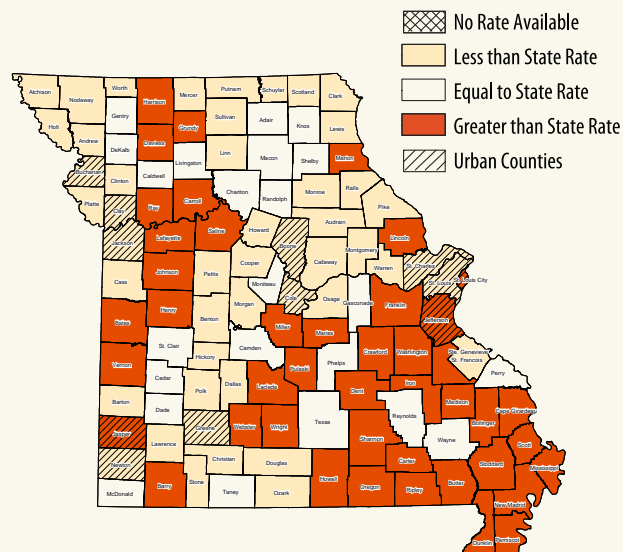 No Rate Available
Less than State Rate
Equal to State Rate
Greater than State Rate
Urban Counties
Atchison
Nodaway
Worth
Harrison
Mercer
Putnam
Schuyler
Scotland
Clark
Gentry
Sullivan
Adair
Knox
Lewis
Holt
Andrew
DeKalb
Daviess
Grundy
Linn
Macon
Shelby
Marion
Buchanan
Clinton
Caldwell
Livingston
Chariton
Randolph
Monroe
Ralls
Pike
Platte
Clay
Ray
Carroll
Saline
Howard
Boone
Audrain
Lincoln
Jackson
Lafayette
Cooper
Callaway
Montgomery
Warren
St. Charles
St. Louis
St. Louis City
Cass
Johnson
Pettis
Moniteau
Cole
Osage
Gasconade
Franklin
Jefferson
Bates
Henry
Benton
Morgan
Miller
Maries
St. Clair
Hickory
Camden
Pulaski
Phelps
Crawford
Washington
Ste. Genevieve
St. Francois
Perry
Vernon
Cedar
Polk
Dallas
Laclede
Dent
Iron
Madison
Cape Girardeau
Barton
Dade
Greene
Webster
Wright
Texas
Reynolds
Bollinger
Jasper
Lawrence
Shannon
Wayne
Scott
Newton
Christian
Douglas
Carter
Stoddard
Mississippi
McDonald
Barry
Stone
Taney
Ozark
Howell
Oregon
Ripley
Butler
New Madrid
Dunklin
Pemiscot